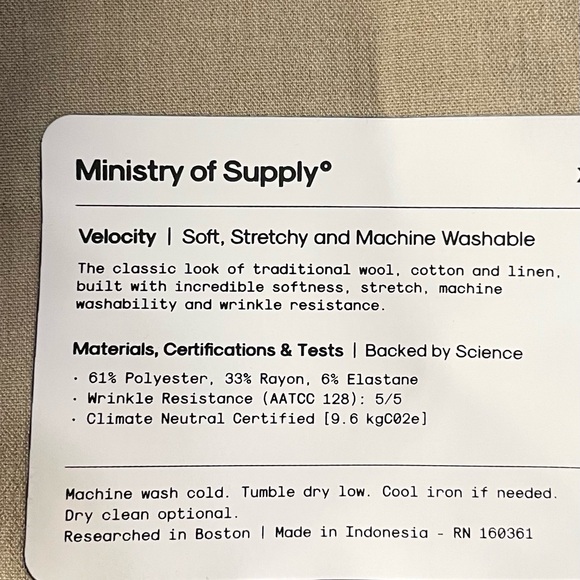 Ministry of Supply°
Velocity | Soft, Stretchy and Machine Washable
The classic look of traditional wool, cotton and linen,
built with incredible softness, stretch, machine
washability and wrinkle resistance.
Materials, Certifications & Tests | Backed by Science
· 61% Polyester, 33% Rayon, 6% Elastane
· Wrinkle Resistance (AATCC 128): 5/5
· Climate Neutral Certified [9.6 kgCO2e]
Machine wash cold. Tumble dry low. Cool iron if needed.
Dry clean optional.
Researched in Boston | Made in Indonesia - RN 160361